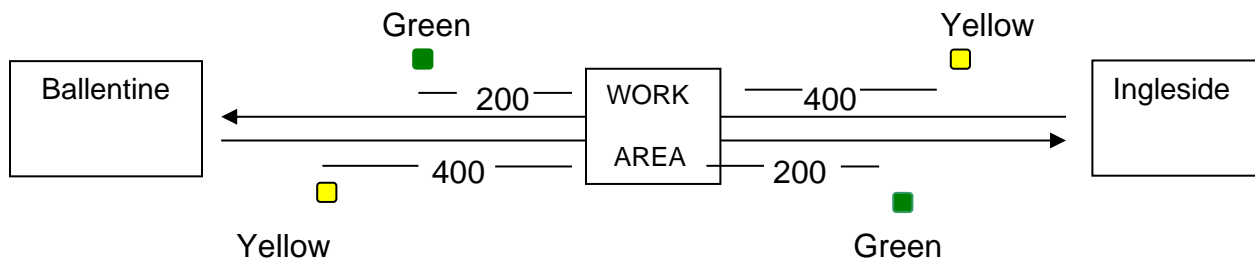 Green
Yellow
Ballentine
WORK
Ingleside
200
400
AREA
400
200
Yellow
Green